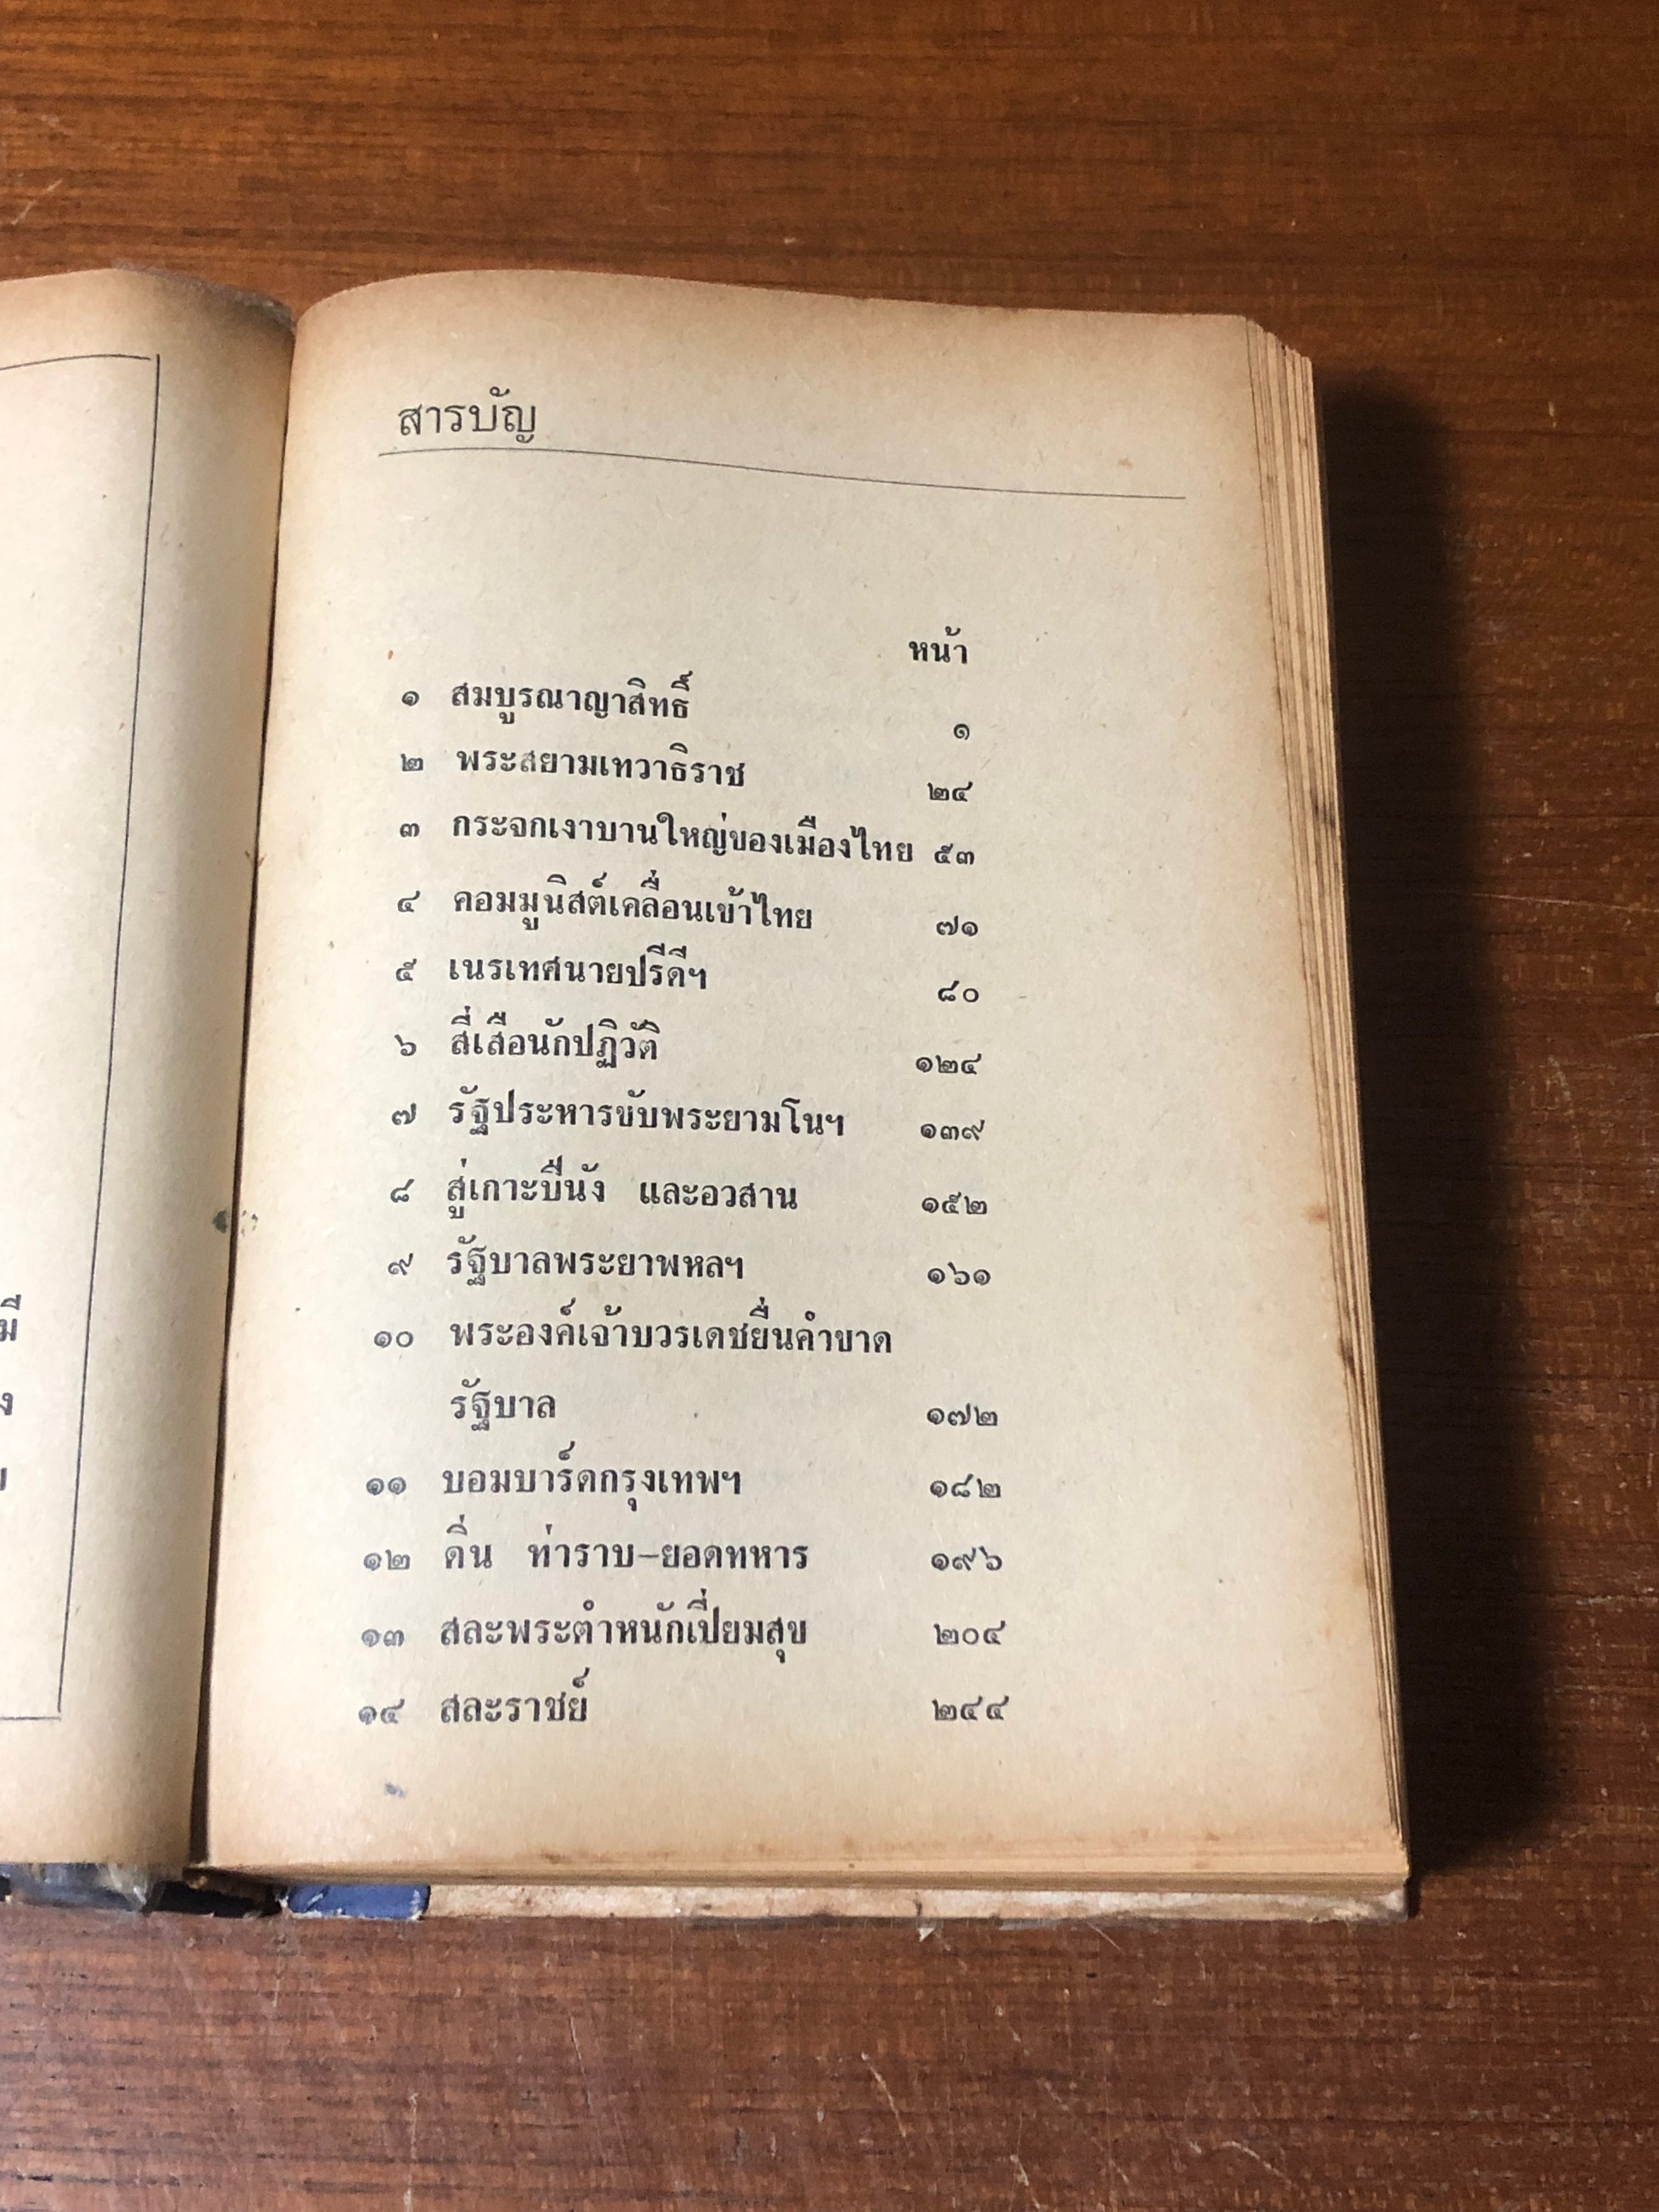 สารบัญ
หน้า
๑ สมบูรณาญาสิทธิ์ ๑
๒ พระสยามเทวาธิราช ๒๔
๓ กระจกเงาบานใหญ่ของเมืองไทย ๕๓
๔ คอมมูนิสต์เคลื่อนเข้าไทย ๗๑
๕ เนรเทศนายปรีดีฯ ๘๐
๖ สี่เสือนักปฏิวัติ ๑๒๔
๗ รัฐประหารขับพระยามโนฯ ๑๓๙
๘ สู่เกาะปีนัง และอวสาน ๑๕๒
๙ รัฐบาลพระยาพหลฯ ๑๖๑
๑๐ พระองค์เจ้าบวรเดชยื่นคำขาด
รัฐบาล ๑๗๒
๑๑ บอมบาร์ดกรุงเทพฯ ๑๘๒
๑๒ ดิ่น ท่าราบ-ยอดทหาร ๑๙๖
๑๓ สละพระตำหนักเปี่ยมสุข ๒๐๔
๑๔ สละราชย์ ๒๔๔